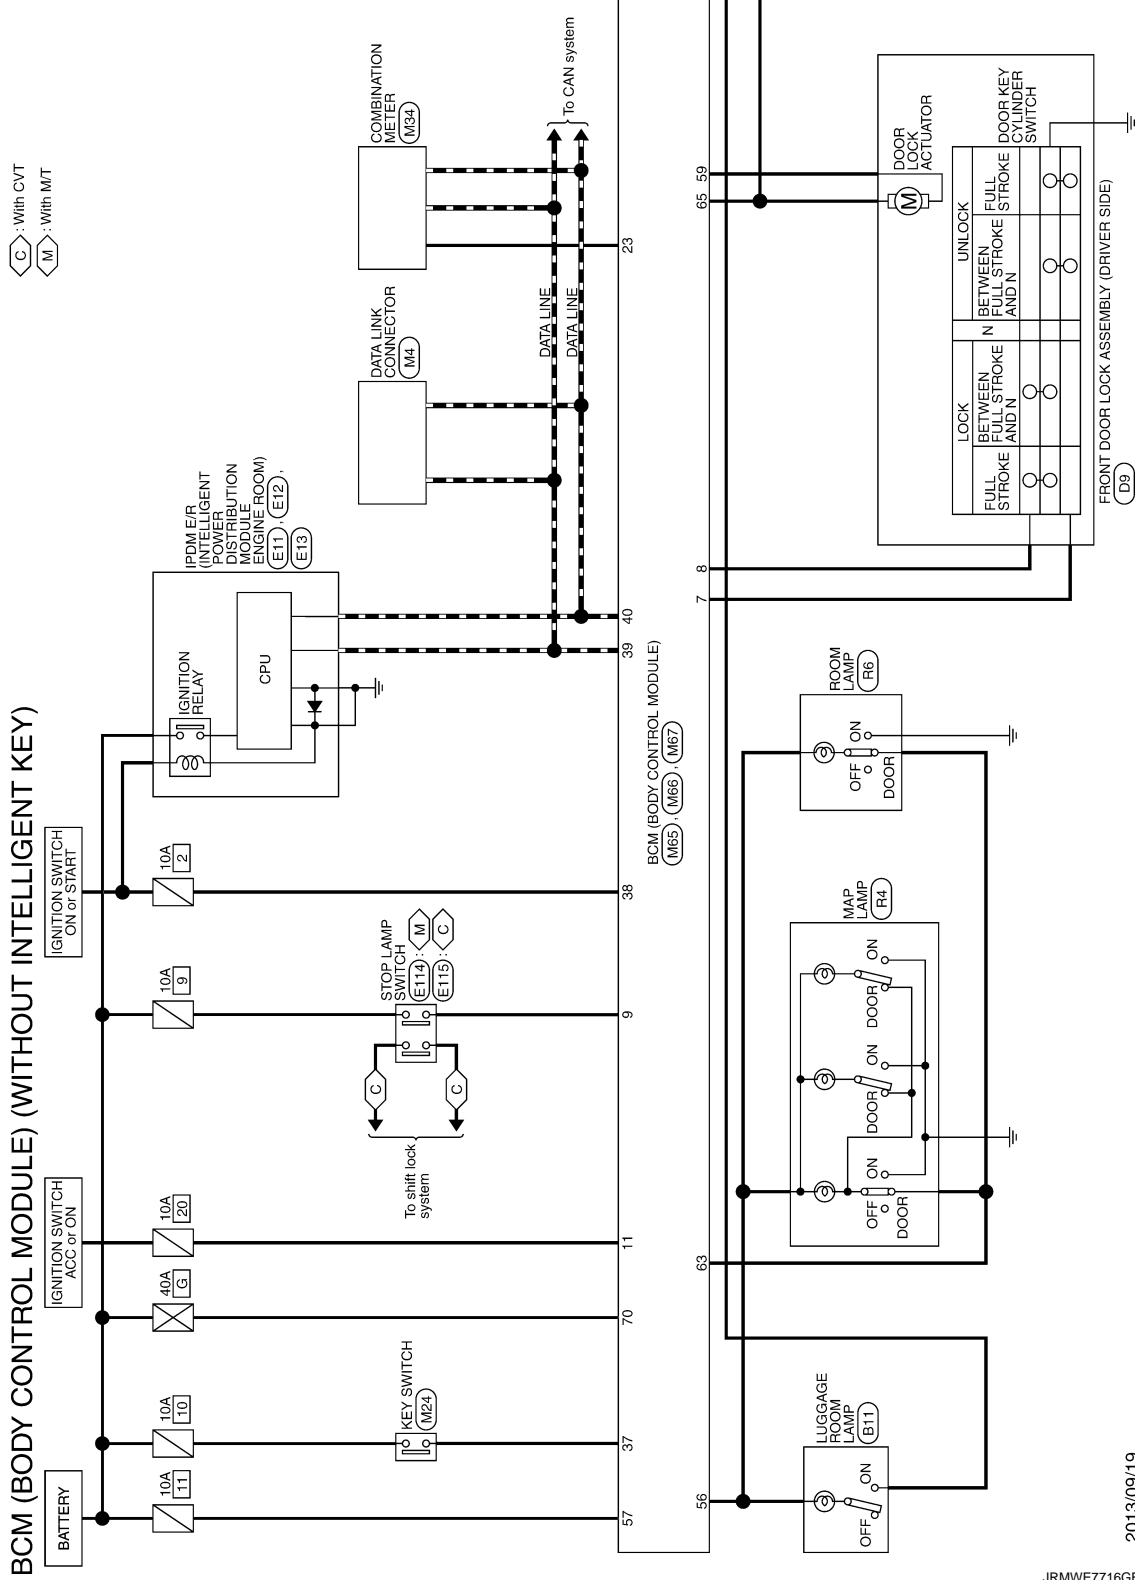 BCM (BODY CONTROL MODULE) (WITHOUT INTELLIGENT KEY)
C : With CVT
M : With M/T
BATTERY
IGNITION SWITCH
ACC or ON
IGNITION SWITCH
ON or START
10A
11
10A
10
40A
G
10A
20
10A
9
10A
2
IGNITION
RELAY
CPU
IPDM E/R
(INTELLIGENT
POWER
DISTRIBUTION
MODULE
ENGINE ROOM)
E11 , E12 ,
E13
KEY SWITCH
M24
To shift lock
system
C
C
STOP LAMP
SWITCH
E114 : M
E115 : C
DATA LINK
CONNECTOR
M4
COMBINATION
METER
M34
DATA LINE
DATA LINE
To CAN system
57
37
70
11
9
38
39
40
23
BCM (BODY CONTROL MODULE)
M65 , M66 , M67
56
63
7
8
65
59
LUGGAGE
ROOM
LAMP
B11
OFF
ON
MAP
LAMP
R4
OFF
ON
DOOR
DOOR
ON
DOOR
ON
ROOM
LAMP
R6
OFF
ON
DOOR
DOOR
LOCK
ACTUATOR
M
LOCK
N
UNLOCK
FULL
STROKE
BETWEEN
FULL STROKE
AND N
BETWEEN
FULL STROKE
AND N
FULL
STROKE
DOOR KEY
CYLINDER
SWITCH
FRONT DOOR LOCK ASSEMBLY (DRIVER SIDE)
D9
2013/09/19